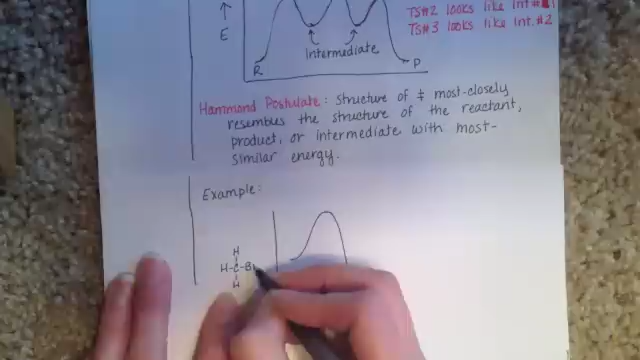 TS#2 looks like Int #1
TS#3 looks like Int. #2
↑
E
Intermediate
R
P
Hammond Postulate: Structure of ‡ most-closely
resembles the structure of the reactant,
product, or intermediate with most-
similar energy.
Example:
H
H-C-B
H